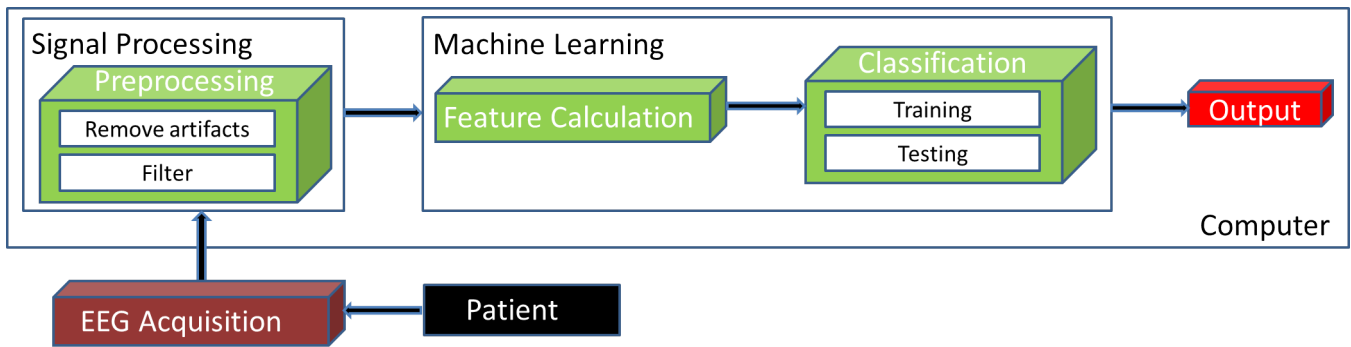 Signal Processing
Preprocessing
Remove artifacts
Filter
Machine Learning
Feature Calculation
Classification
Training
Testing
Output
Computer
EEG Acquisition
Patient